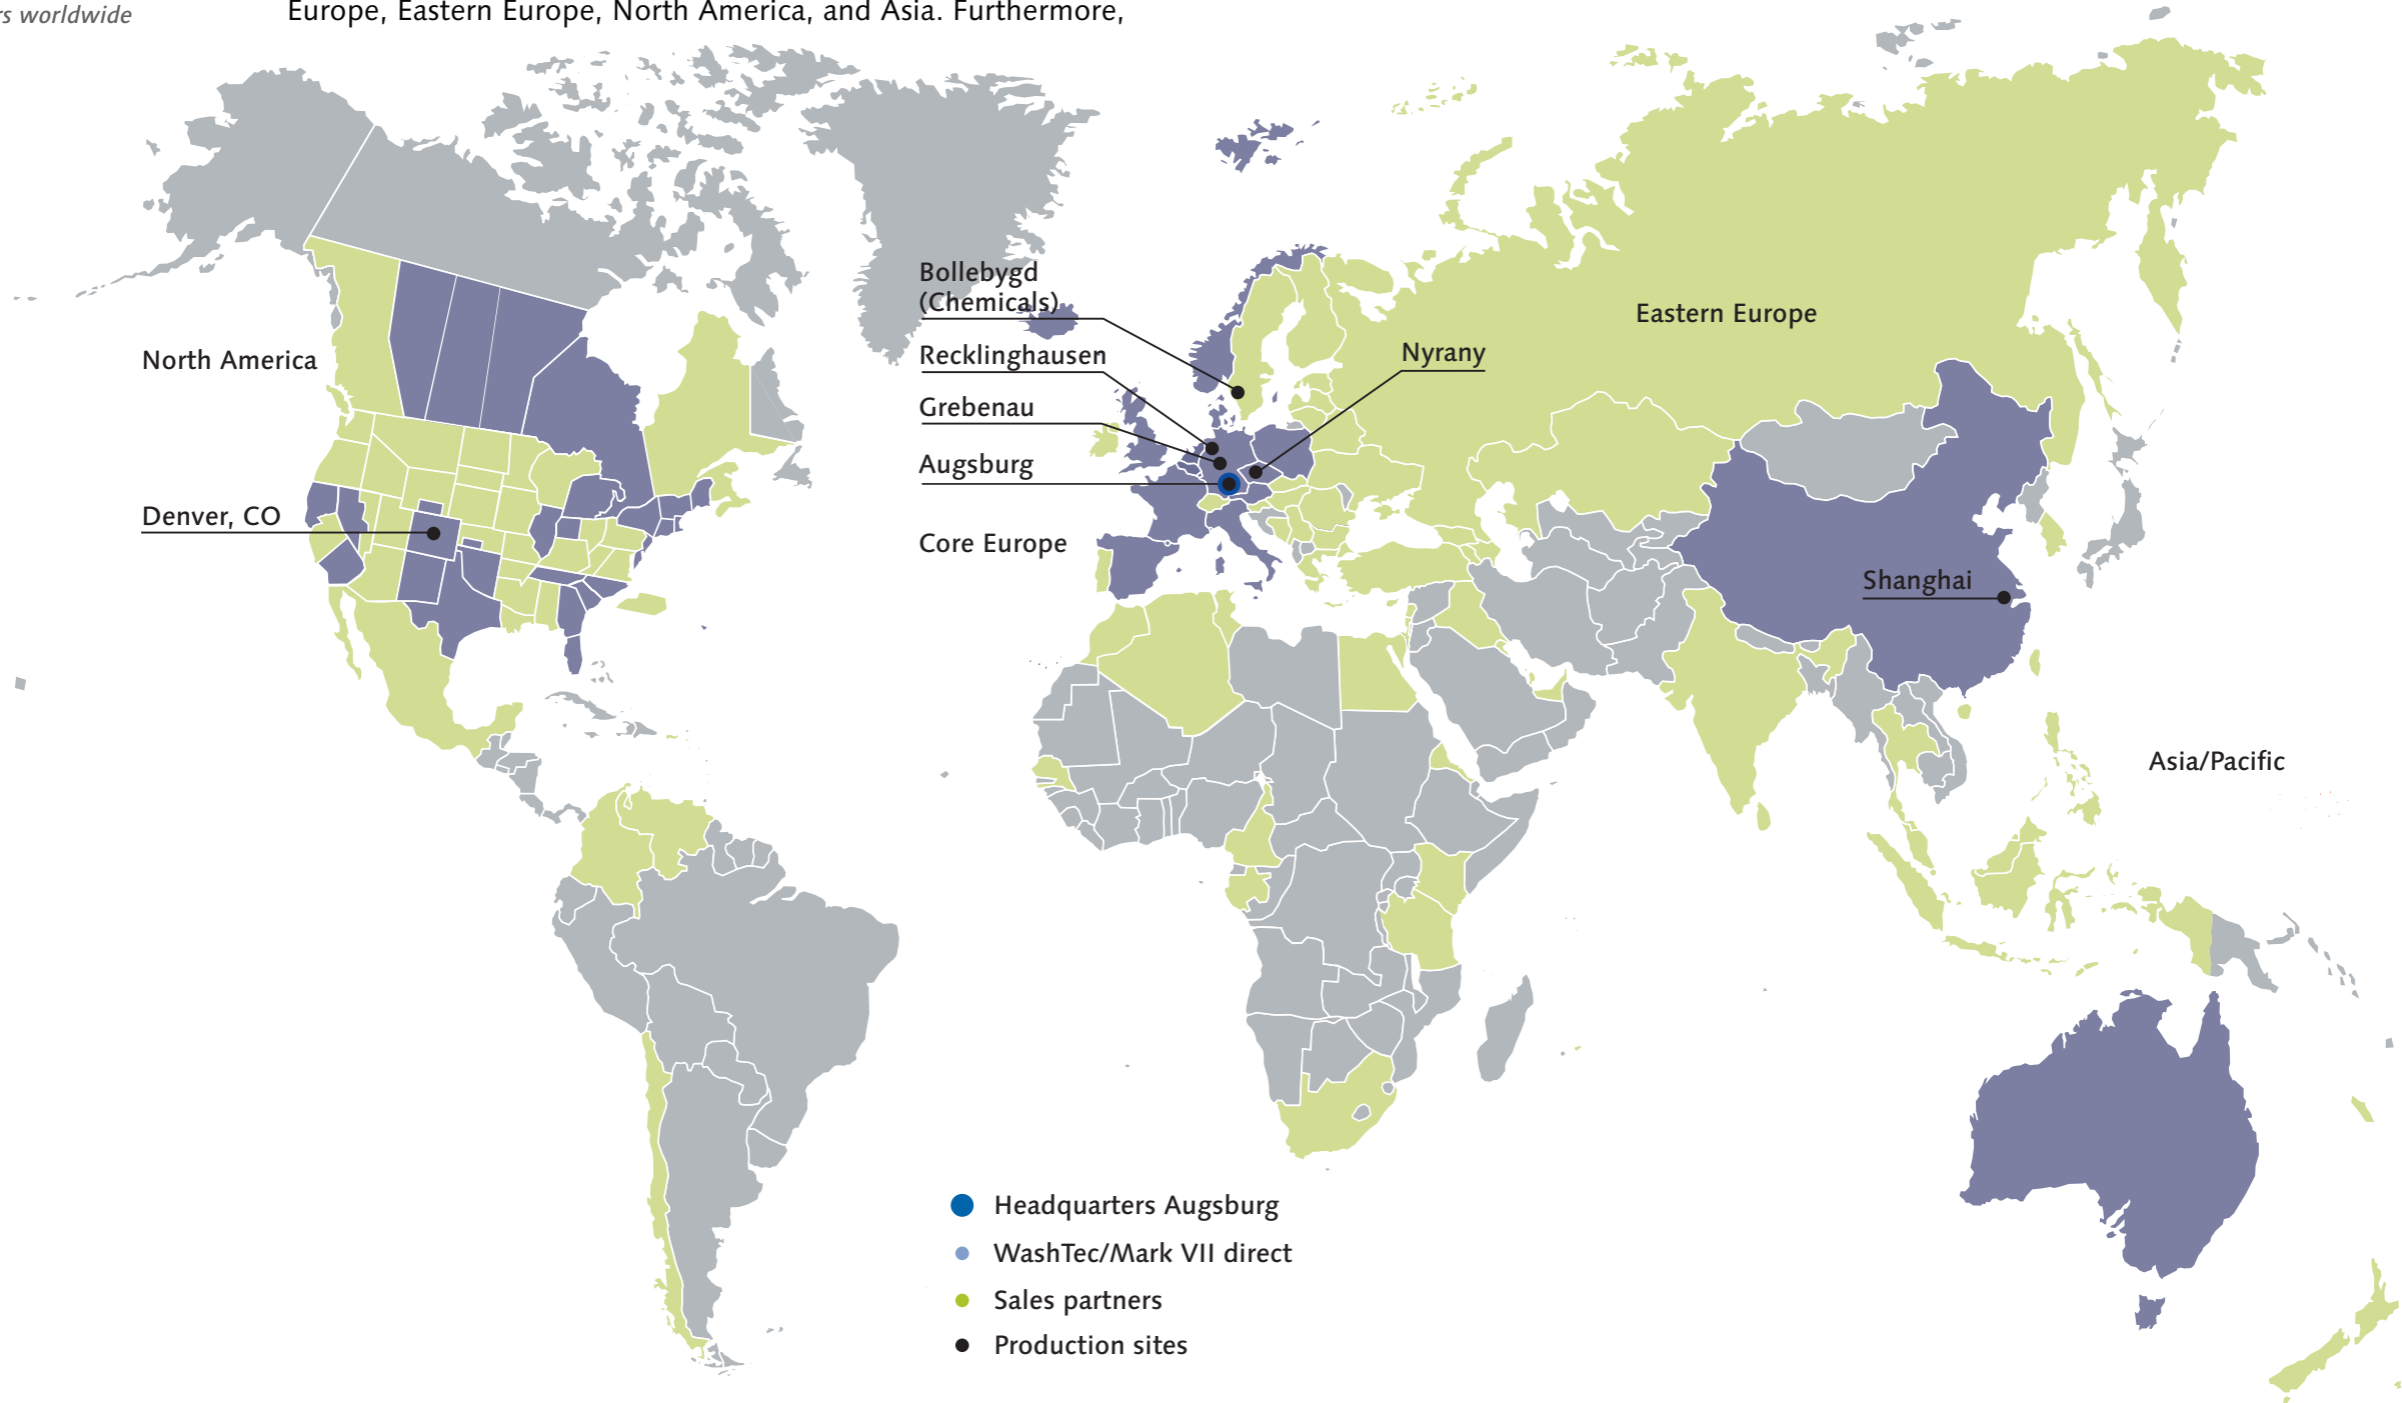 rs worldwide
Europe, Eastern Europe, North America, and Asia. Furthermore,
Bollebygd
(Chemicals)
Eastern Europe
North America
Recklinghausen
Nyrany
Grebenau
Augsburg
Denver, CO
Core Europe
Shanghai
Asia/Pacific
Headquarters Augsburg
WashTec/Mark VII direct
Sales partners
Production sites